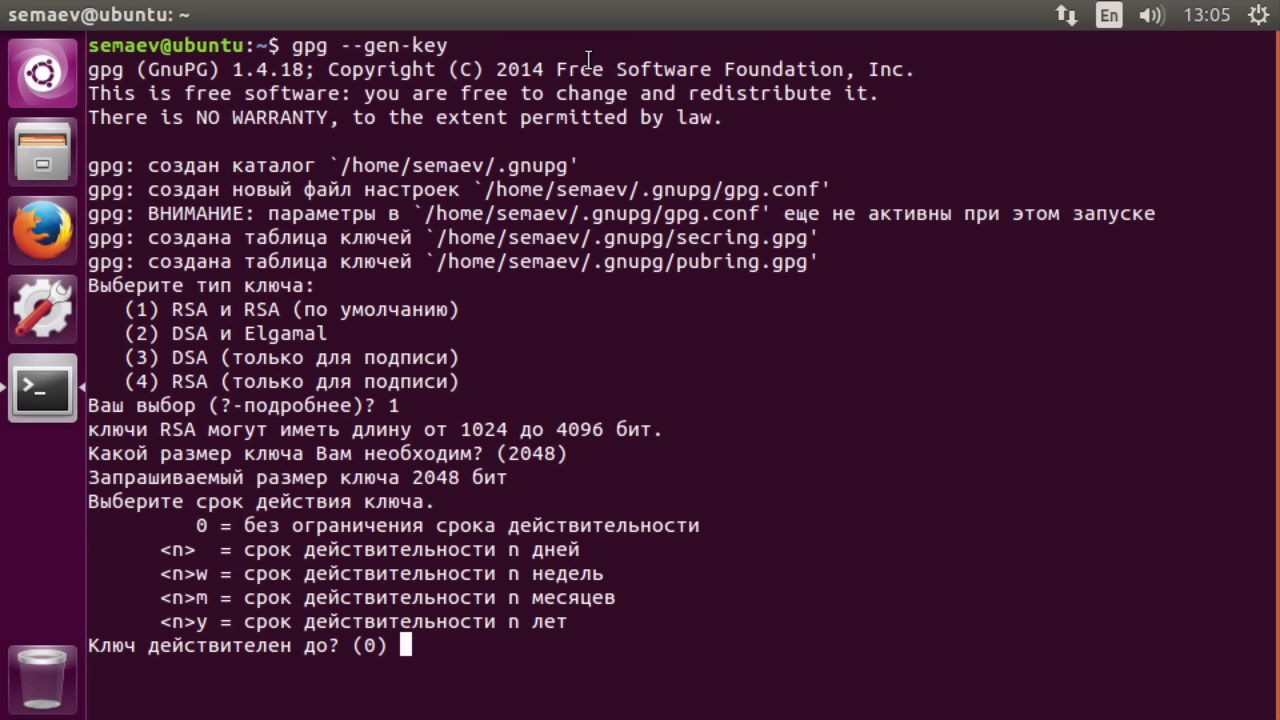 semaev@ubuntu: ~
En
13:05
semaev@ubuntu:~$ gpg --gen-key
gpg (GnuPG) 1.4.18; Copyright (C) 2014 Free Software Foundation, Inc.
This is free software: you are free to change and redistribute it.
There is NO WARRANTY, to the extent permitted by law.
gpg: создан каталог `/home/semaev/.gnupg'
gpg: создан новый файл настроек `/home/semaev/.gnupg/gpg.conf'
gpg: ВНИМАНИЕ: параметры в `/home/semaev/.gnupg/gpg.conf' еще не активны при этом запуске
gpg: создана таблица ключей `/home/semaev/.gnupg/secring.gpg'
gpg: создана таблица ключей `/home/semaev/.gnupg/pubring.gpg'
Выберите тип ключа:
   (1) RSA и RSA (по умолчанию)
   (2) DSA и Elgamal
   (3) DSA (только для подписи)
   (4) RSA (только для подписи)
Ваш выбор (?-подробнее)? 1
ключи RSA могут иметь длину от 1024 до 4096 бит.
Какой размер ключа Вам необходим? (2048)
Запрашиваемый размер ключа 2048 бит
Выберите срок действия ключа.
         0 = без ограничения срока действительности
      <n>  = срок действительности n дней
      <n>w = срок действительности n недель
      <n>m = срок действительности n месяцев
      <n>y = срок действительности n лет
Ключ действителен до? (0)